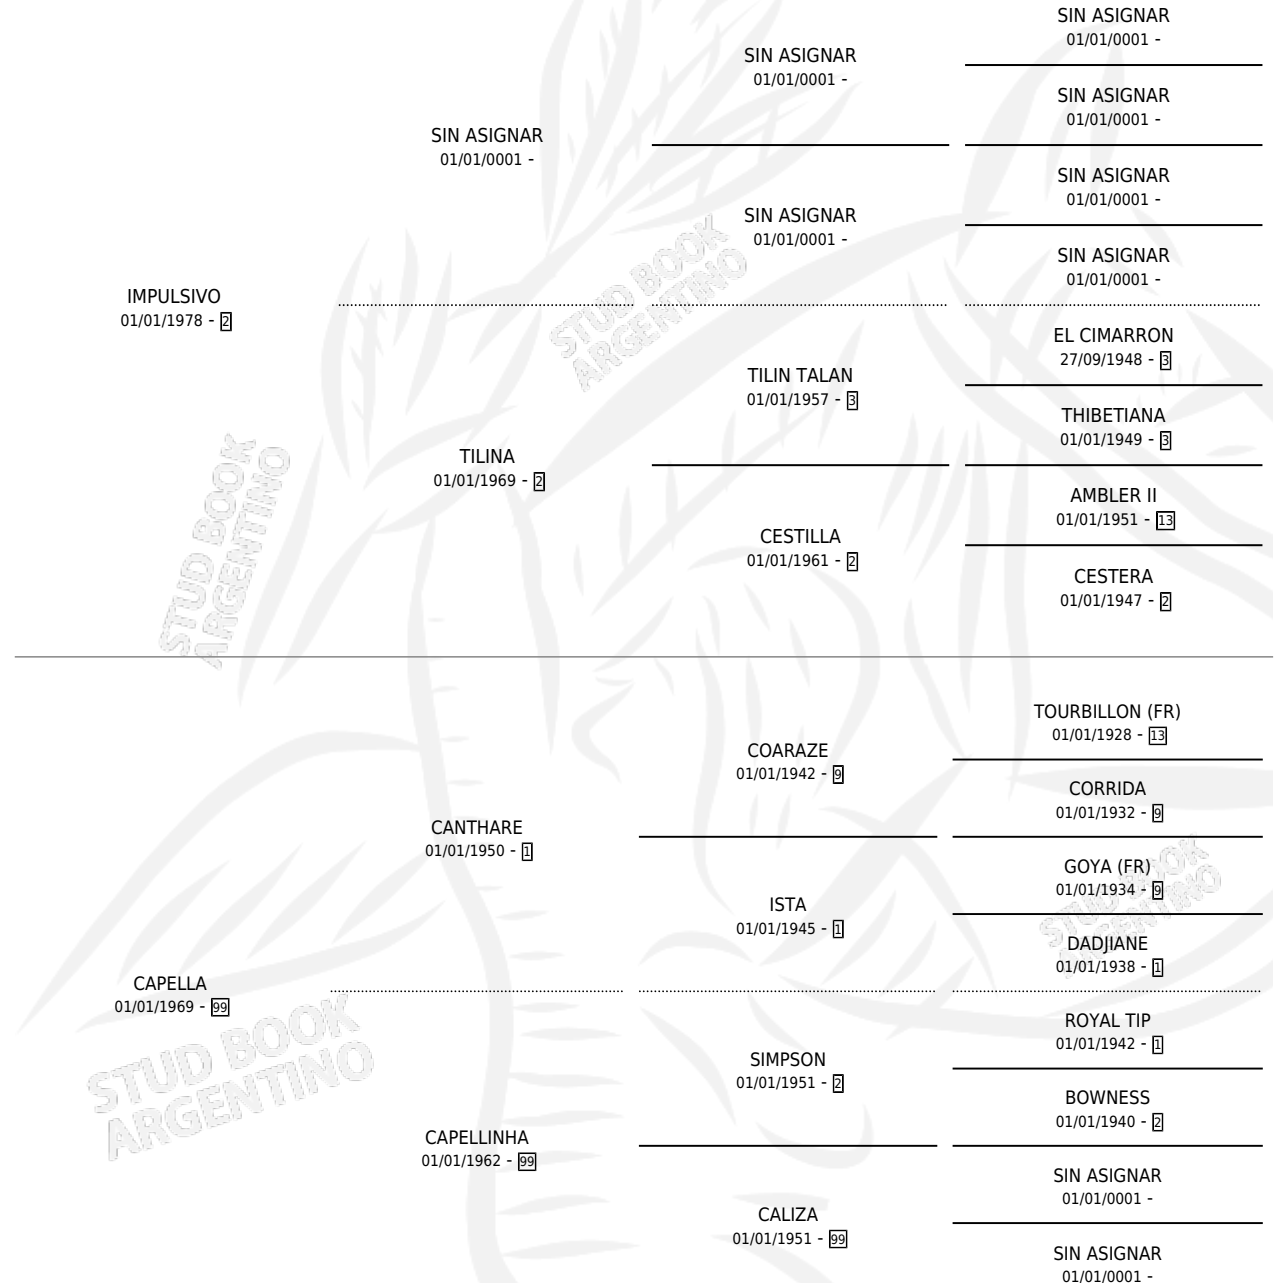 SIN ASIGNAR
01/01/0001 -
SIN ASIGNAR
01/01/0001 -
SIN ASIGNAR
01/01/0001 -
SIN ASIGNAR
01/01/0001 -
SIN ASIGNAR
01/01/0001 -
SIN ASIGNAR
01/01/0001 -
SIN ASIGNAR
01/01/0001 -
IMPULSIVO
01/01/1978 - 2
EL CIMARRON
27/09/1948 - 3
TILIN TALAN
01/01/1957 - 3
THIBETIANA
01/01/1949 - 3
TILINA
01/01/1969 - 2
AMBLER II
01/01/1951 - 13
CESTILLA
01/01/1961 - 2
CESTERA
01/01/1947 - 2
TOURBILLON (FR)
01/01/1928 - 13
COARAZE
01/01/1942 - 9
CORRIDA
01/01/1932 - 9
CANTHARE
01/01/1950 - 1
GOYA (FR)
01/01/1934 - 9
ISTA
01/01/1945 - 1
DADJIANE
01/01/1938 - 1
CAPELLA
01/01/1969 - 99
ROYAL TIP
01/01/1942 - 1
SIMPSON
01/01/1951 - 2
BOWNESS
01/01/1940 - 2
CAPELLINHA
01/01/1962 - 99
SIN ASIGNAR
01/01/0001 -
CALIZA
01/01/1951 - 99
SIN ASIGNAR
01/01/0001 -
STUD BOOK
ARGENTINO
STUD BOOK
ARGENTINO
STUD BOOK
ARGENTINO
STUD BOOK
ARGENTINO